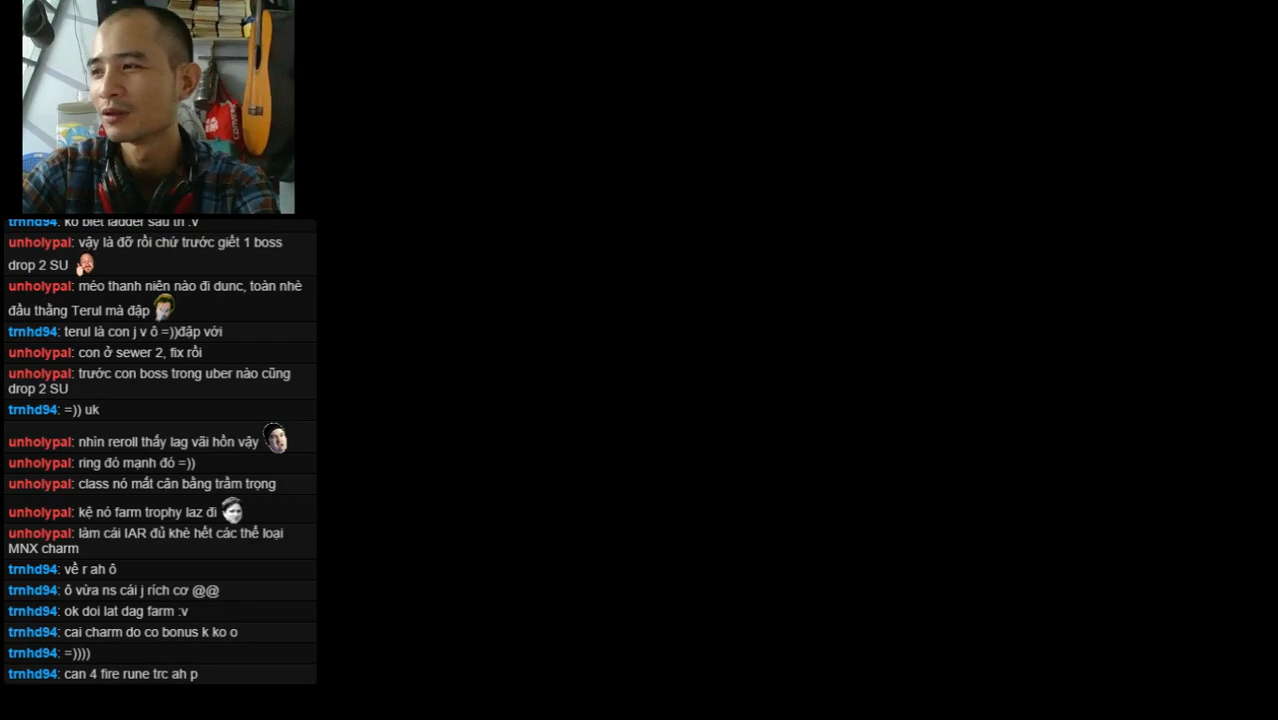 trnhd94: ko biet ladder sau th :v
unholypal: vậy là đỡ rồi chứ trước giết 1 boss
drop 2 SU
unholypal: méo thanh niên nào đi dunc, toàn nhè
đầu thằng Terul mà đập
trnhd94: terul là con j v ô =))đập với
unholypal: con ở sewer 2, fix rồi
unholypal: trước con boss trong uber nào cũng
drop 2 SU
trnhd94: =)) uk
unholypal: nhìn reroll thấy lag vãi hồn vậy
unholypal: ring đó mạnh đó =))
unholypal: class nó mất cân bằng trầm trọng
unholypal: kệ nó farm trophy laz đi
unholypal: làm cái IAR đủ khè hết các thể loại
MNX charm
trnhd94: về r ah ô
trnhd94: ô vừa ns cái j rích cơ @@
trnhd94: ok doi lat dag farm :v
trnhd94: cai charm do co bonus k ko o
trnhd94: =))))
trnhd94: can 4 fire rune trc ah p